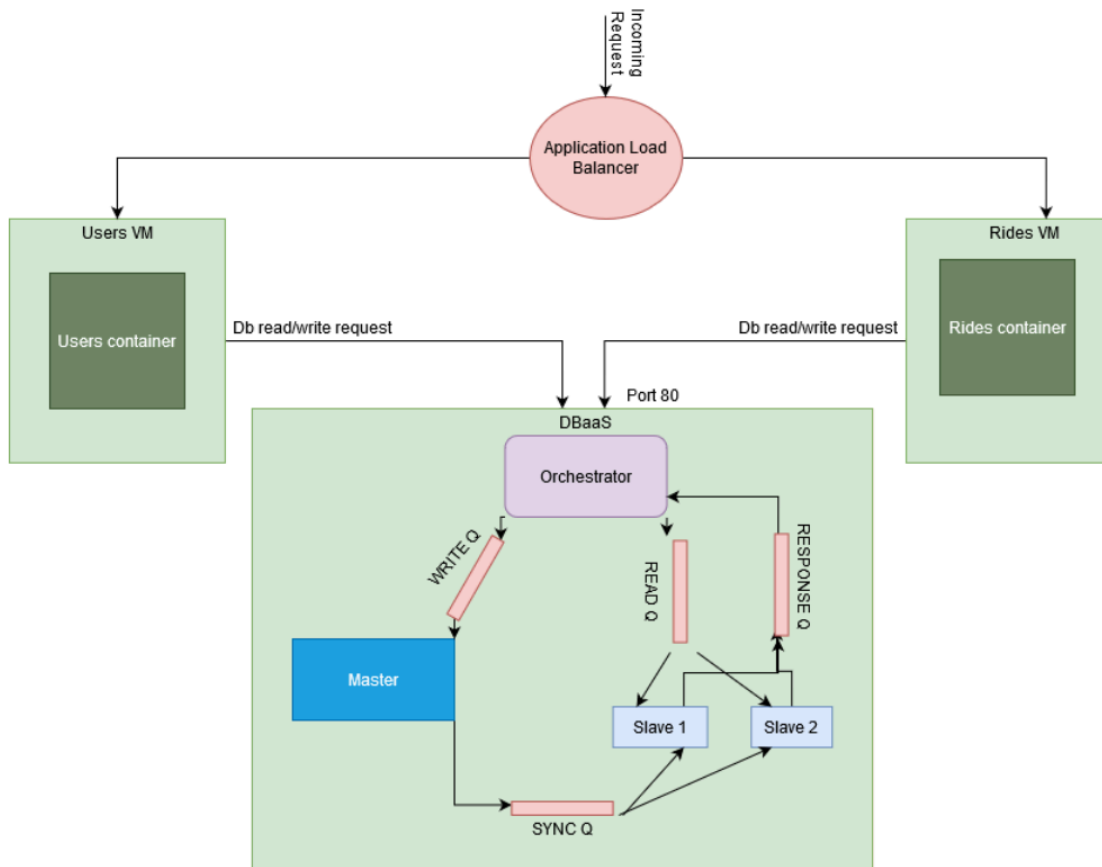 Incoming
Request
Application Load
Balancer
Users VM
Rides VM
Users container
Rides container
Db read/write request
Db read/write request
Port 80
DBaaS
Orchestrator
WRITE Q
READ Q
RESPONSE Q
Master
Slave 1
Slave 2
SYNC Q